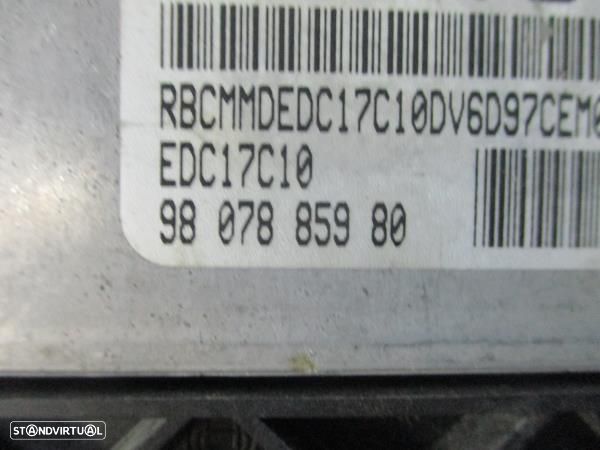 RBCMMDEDC17C10DV6D97CEM0
EDC17C10
98 078 859 80
STANDVIRTUAL